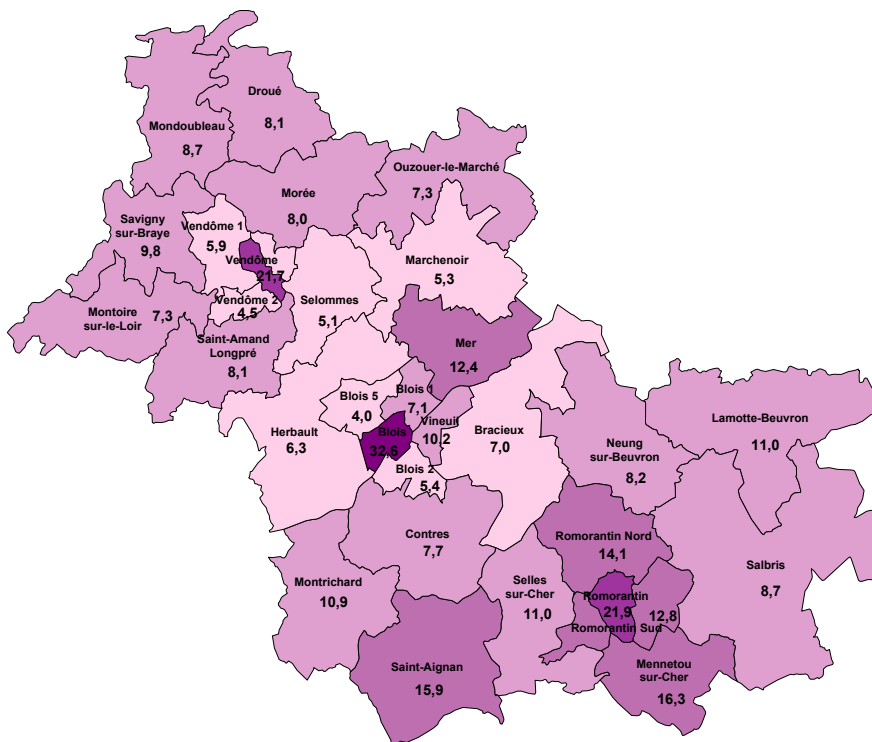 Droué
8,1
Mondoubleau
8,7
Ouzouer-le-Marché
7,3
Morée
8,0
Savigny
sur-Braye
9,8
Vendôme 1
5,9
Vendôme
21,7
Marchenoir
5,3
Vendôme 2
4,5
Selommes
5,1
Montoire
sur-le-Loir
7,3
Saint-Amand
Longpré
8,1
Mer
12,4
Blois 1
7,1
Blois 5
4,0
Herbault
6,3
Blois
32,6
Vineuil
10,2
Bracieux
7,0
Lamotte-Beuvron
11,0
Neung
sur-Beuvron
8,2
Blois 2
5,4
Contres
7,7
Romorantin Nord
14,1
Salbris
8,7
Montrichard
10,9
Selles
sur-Cher
11,0
Romorantin
21,9
Romorantin Sud
12,8
Saint-Aignan
15,9
Mennetou
sur-Cher
16,3